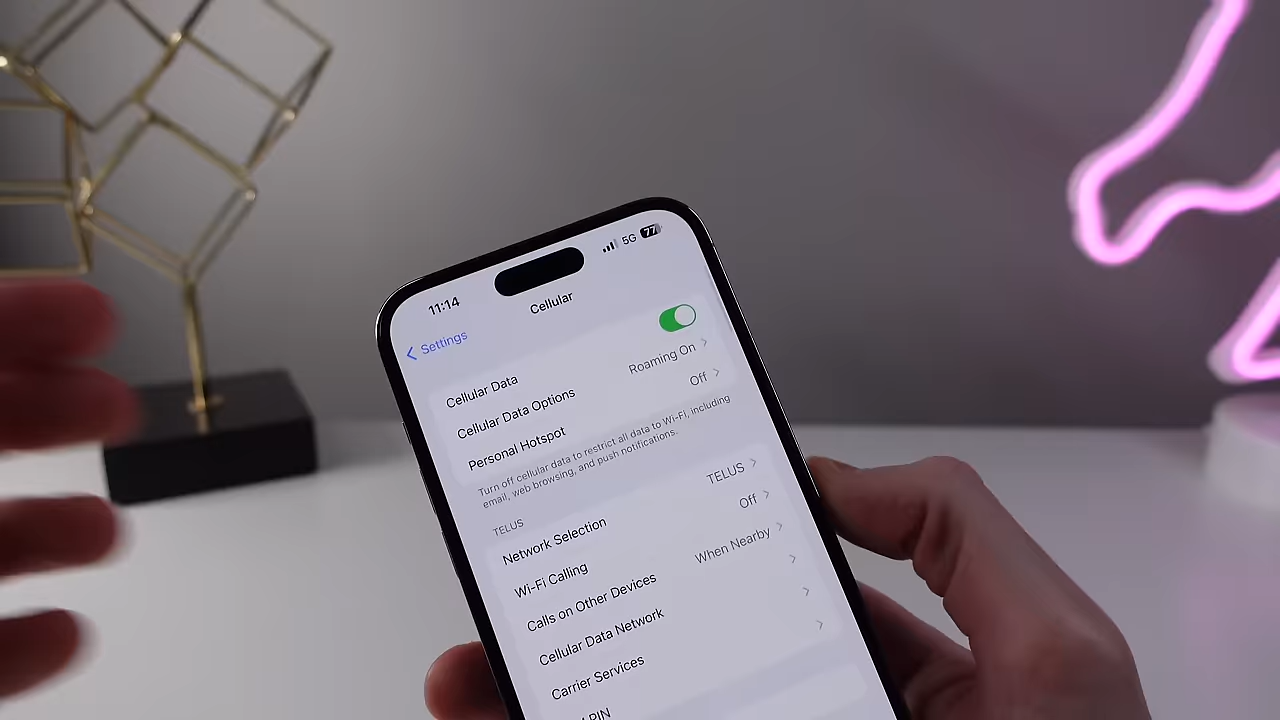 11:14 5G 77
Settings Cellular
Cellular Data
Cellular Data Options Roaming On
Personal Hotspot Off
Turn off cellular data to restrict all data to Wi-Fi, including
email, web browsing, and push notifications.
TELUS
Network Selection TELUS
Wi-Fi Calling Off
Calls on Other Devices When Nearby
Cellular Data Network
Carrier Services
PIN